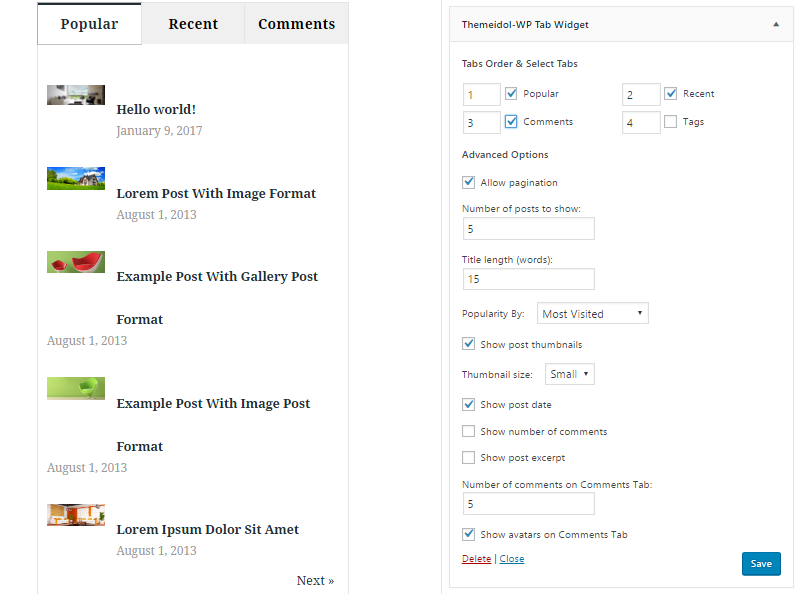 Popular Recent Comments
Hello world!
January 9, 2017
Lorem Post With Image Format
August 1, 2013
Example Post With Gallery Post
Format
August 1, 2013
Example Post With Image Post
Format
August 1, 2013
Lorem Ipsum Dolor Sit Amet
August 1, 2013
Next »
Themeidol-WP Tab Widget
Tabs Order & Select Tabs
1 Popular 2 Recent
3 Comments 4 Tags
Advanced Options
Allow pagination
Number of posts to show:
5
Title length (words):
15
Popularity By: Most Visited
Show post thumbnails
Thumbnail size: Small
Show post date
Show number of comments
Show post excerpt
Number of comments on Comments Tab:
5
Show avatars on Comments Tab
Delete | Close
Save